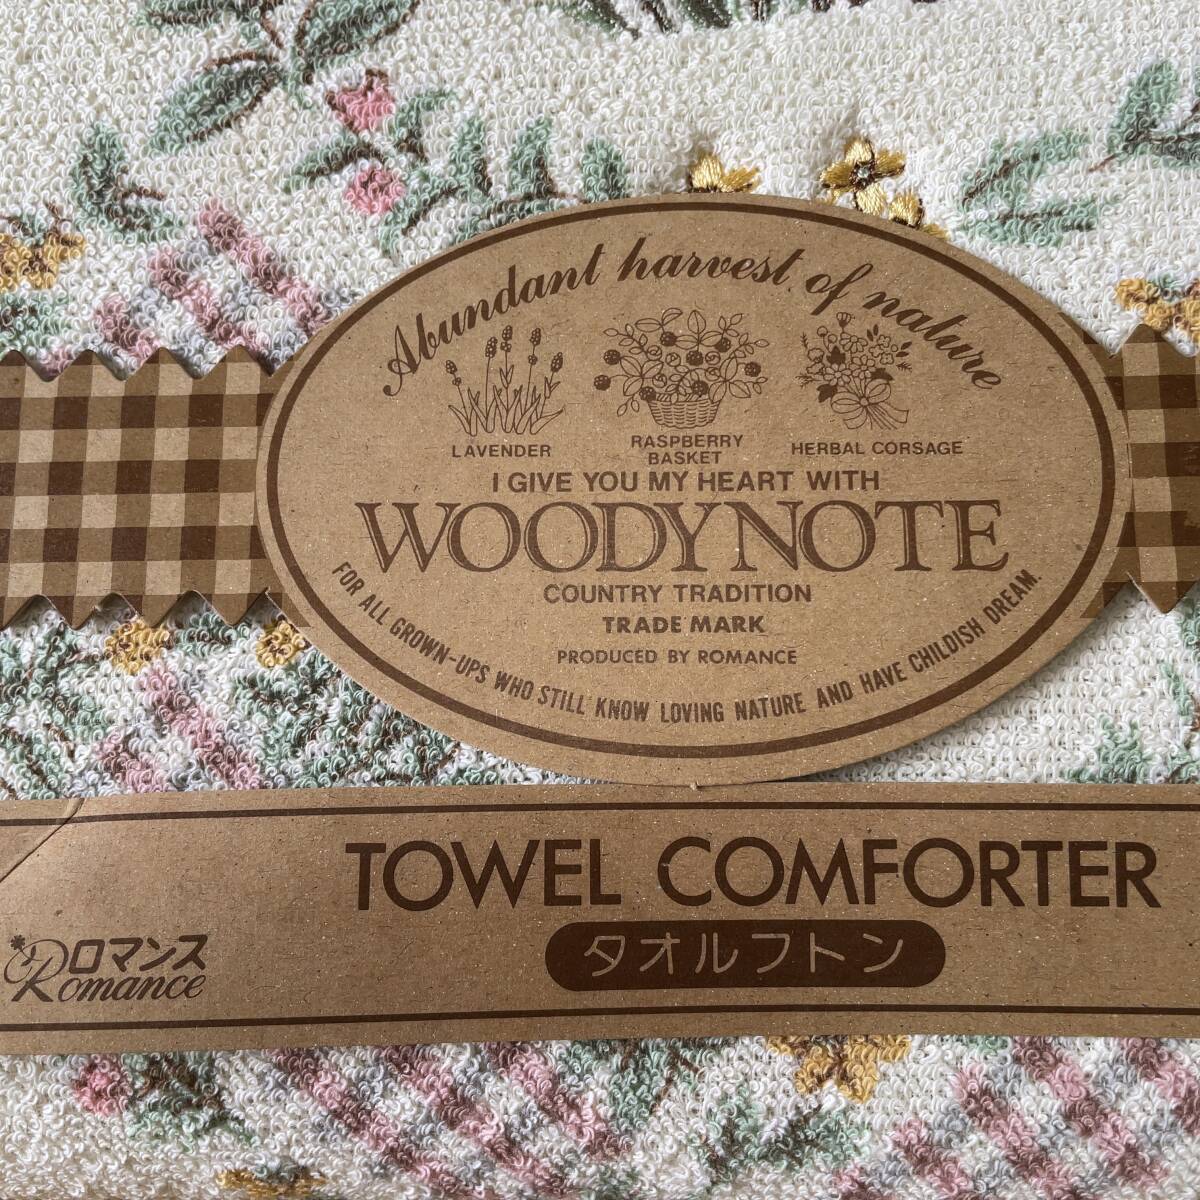 Abundant harvest of nature
LAVENDER
RASPBERRY
BASKET
HERBAL CORSAGE
I GIVE YOU MY HEART WITH
WOODYNOTE
COUNTRY TRADITION
TRADE MARK
PRODUCED BY ROMANCE
FOR ALL GROWN-UPS WHO STILL KNOW LOVING NATURE AND HAVE CHILDISH DREAM.
TOWEL COMFORTER
タオルフトン
ロマンス
Romance